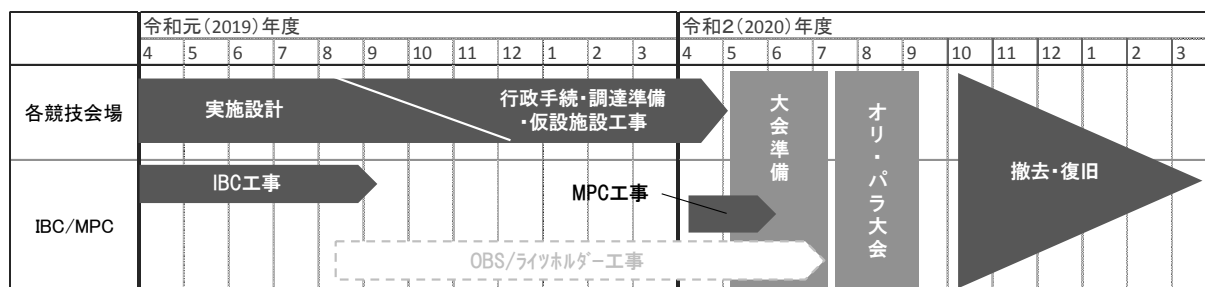 令和元(2019)年度 令和2(2020)年度
4 5 6 7 8 9 10 11 12 1 2 3 4 5 6 7 8 9 10 11 12 1 2 3
各競技会場
実施設計
行政手続・調達準備
・仮設施設工事
大会準備
オリ・パラ大会
撤去・復旧
IBC/MPC
IBC工事
MPC工事
OBS/ライツホルダー工事